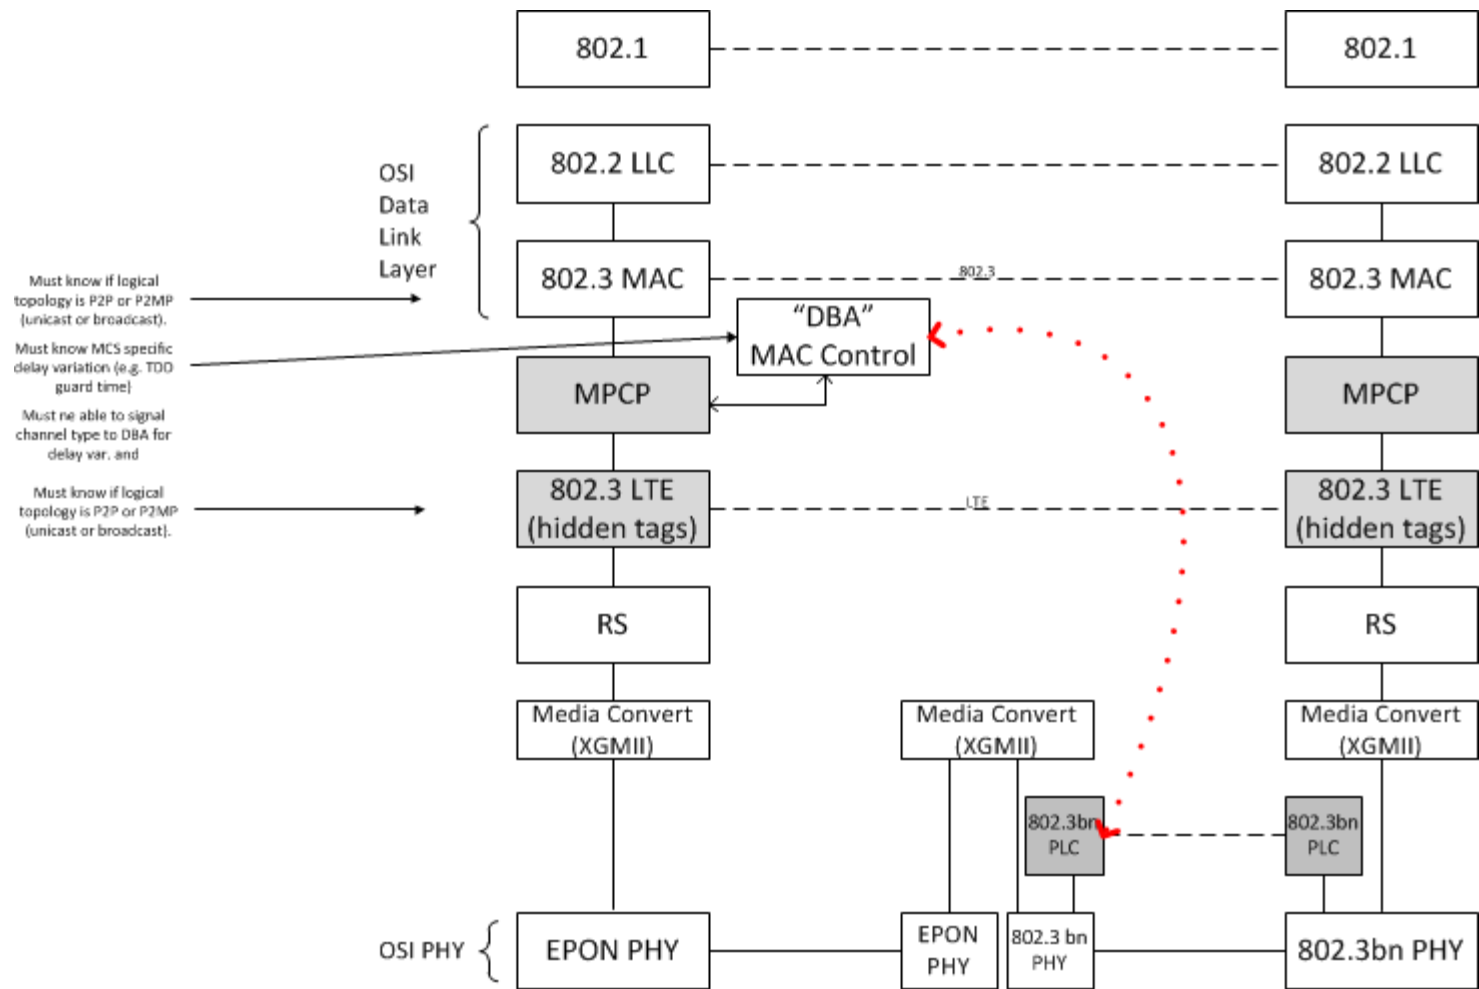 802.1
802.1
OSI
Data
Link
Layer
802.2 LLC
802.2 LLC
802.3 MAC
802.3
802.3 MAC
Must know if logical
topology is P2P or P2MP
(unicast or broadcast).
"DBA"
MAC Control
Must know MCS specific
delay variation (e.g. TDD
guard time)
MPCP
MPCP
Must ne able to signal
channel type to DBA for
delay var. and
Must know if logical
topology is P2P or P2MP
(unicast or broadcast).
802.3 LTE
(hidden tags)
LTE
802.3 LTE
(hidden tags)
RS
RS
Media Convert
(XGMII)
Media Convert
(XGMII)
Media Convert
(XGMII)
802.3bn
PLC
802.3bn
PLC
OSI PHY
EPON PHY
EPON
PHY
802.3 bn
PHY
802.3bn PHY